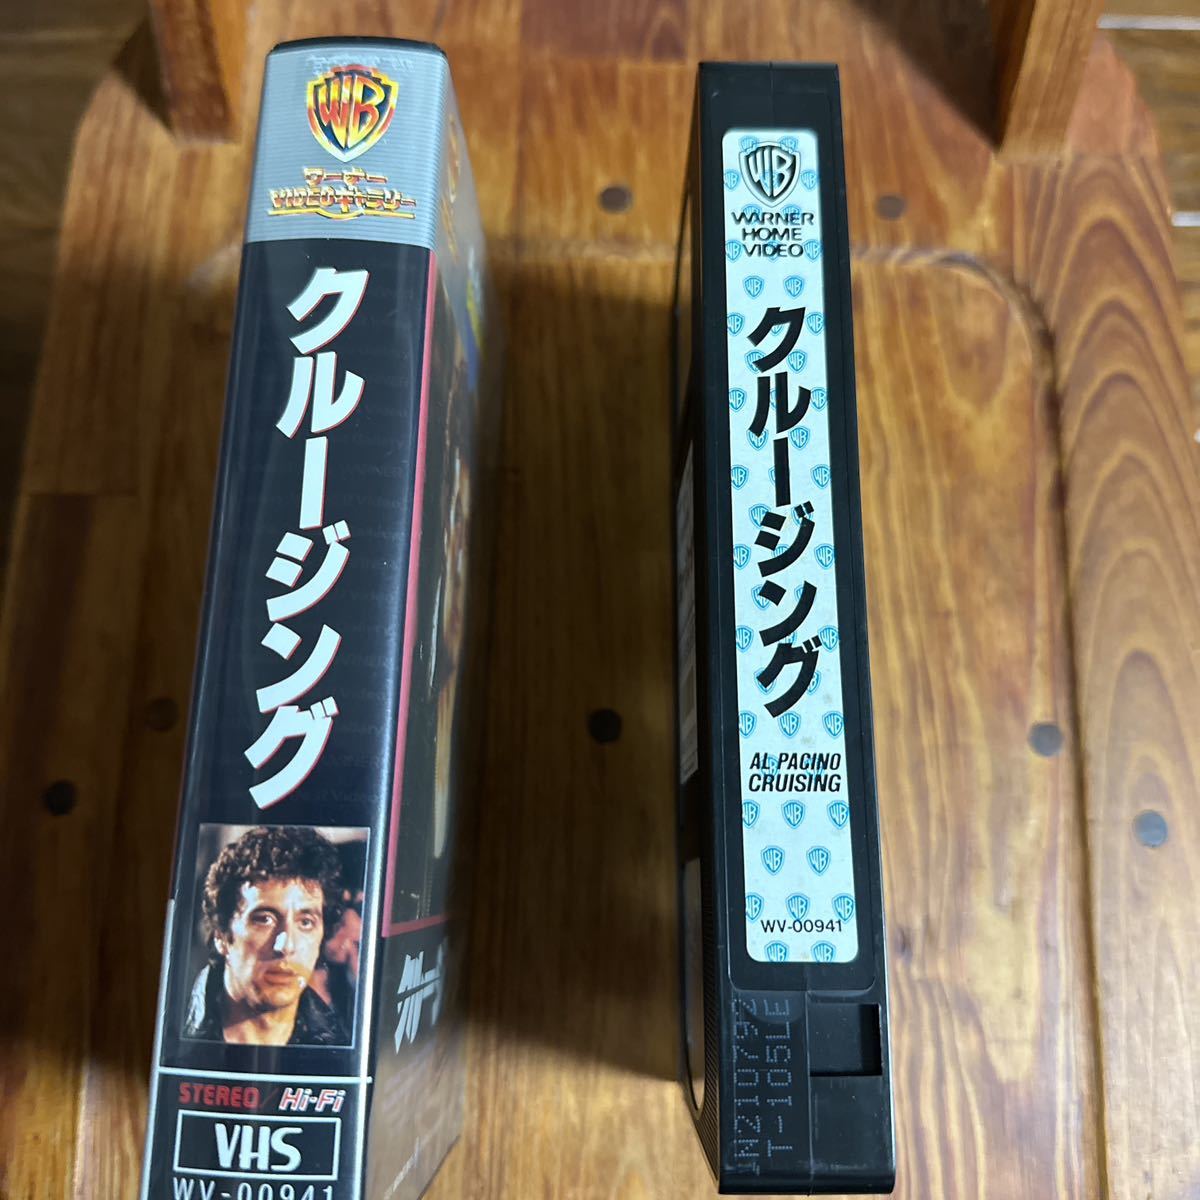 WB
ワーナー
VIDEOギャラリー
クルージング
STEREO / Hi-Fi
VHS
WV-00941
WB
WARNER
HOME
VIDEO
クルージング
AL PACINO
CRUISING
WV-00941
T-105LE